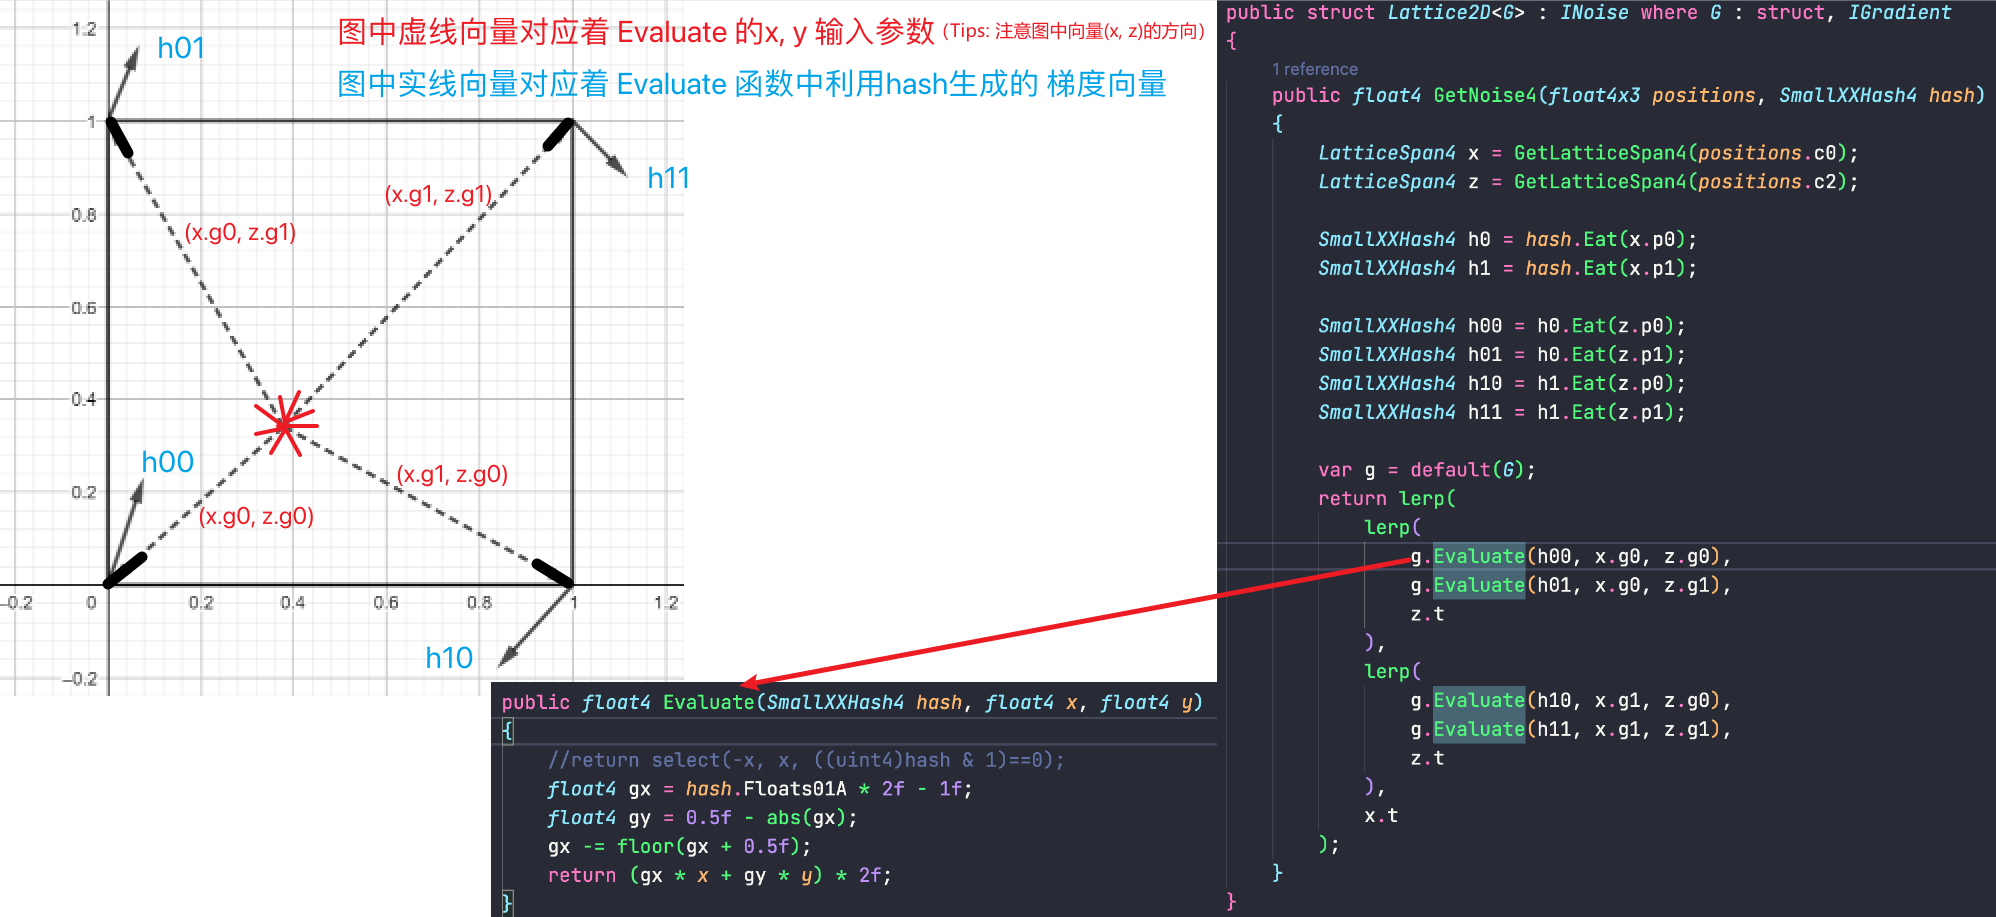 图中虚线向量对应着 Evaluate 的x, y 输入参数 (Tips: 注意图中向量(x, z)的方向)
图中实线向量对应着 Evaluate 函数中利用hash生成的 梯度向量
1.2
h01
1
h11
(x.g1, z.g1)
0.8
(x.g0, z.g1)
0.6
0.4
h00
(x.g1, z.g0)
0.2
(x.g0, z.g0)
-0.2
0
0.2
0.4
0.6
0.8
1
1.2
h10
-0.2
public float4 Evaluate(SmallXXHash4 hash, float4 x, float4 y)
{
//return select(-x, x, ((uint4)hash & 1)==0);
float4 gx = hash.Floats01A * 2f - 1f;
float4 gy = 0.5f - abs(gx);
gx -= floor(gx + 0.5f);
return (gx * x + gy * y) * 2f;
}
public struct Lattice2D<G> : INoise where G : struct, IGradient
{
1 reference
public float4 GetNoise4(float4x3 positions, SmallXXHash4 hash)
{
LatticeSpan4 x = GetLatticeSpan4(positions.c0);
LatticeSpan4 z = GetLatticeSpan4(positions.c2);
SmallXXHash4 h0 = hash.Eat(x.p0);
SmallXXHash4 h1 = hash.Eat(x.p1);
SmallXXHash4 h00 = h0.Eat(z.p0);
SmallXXHash4 h01 = h0.Eat(z.p1);
SmallXXHash4 h10 = h1.Eat(z.p0);
SmallXXHash4 h11 = h1.Eat(z.p1);
var g = default(G);
return lerp(
lerp(
g.Evaluate(h00, x.g0, z.g0),
g.Evaluate(h01, x.g0, z.g1),
z.t
),
lerp(
g.Evaluate(h10, x.g1, z.g0),
g.Evaluate(h11, x.g1, z.g1),
z.t
),
x.t
);
}
}